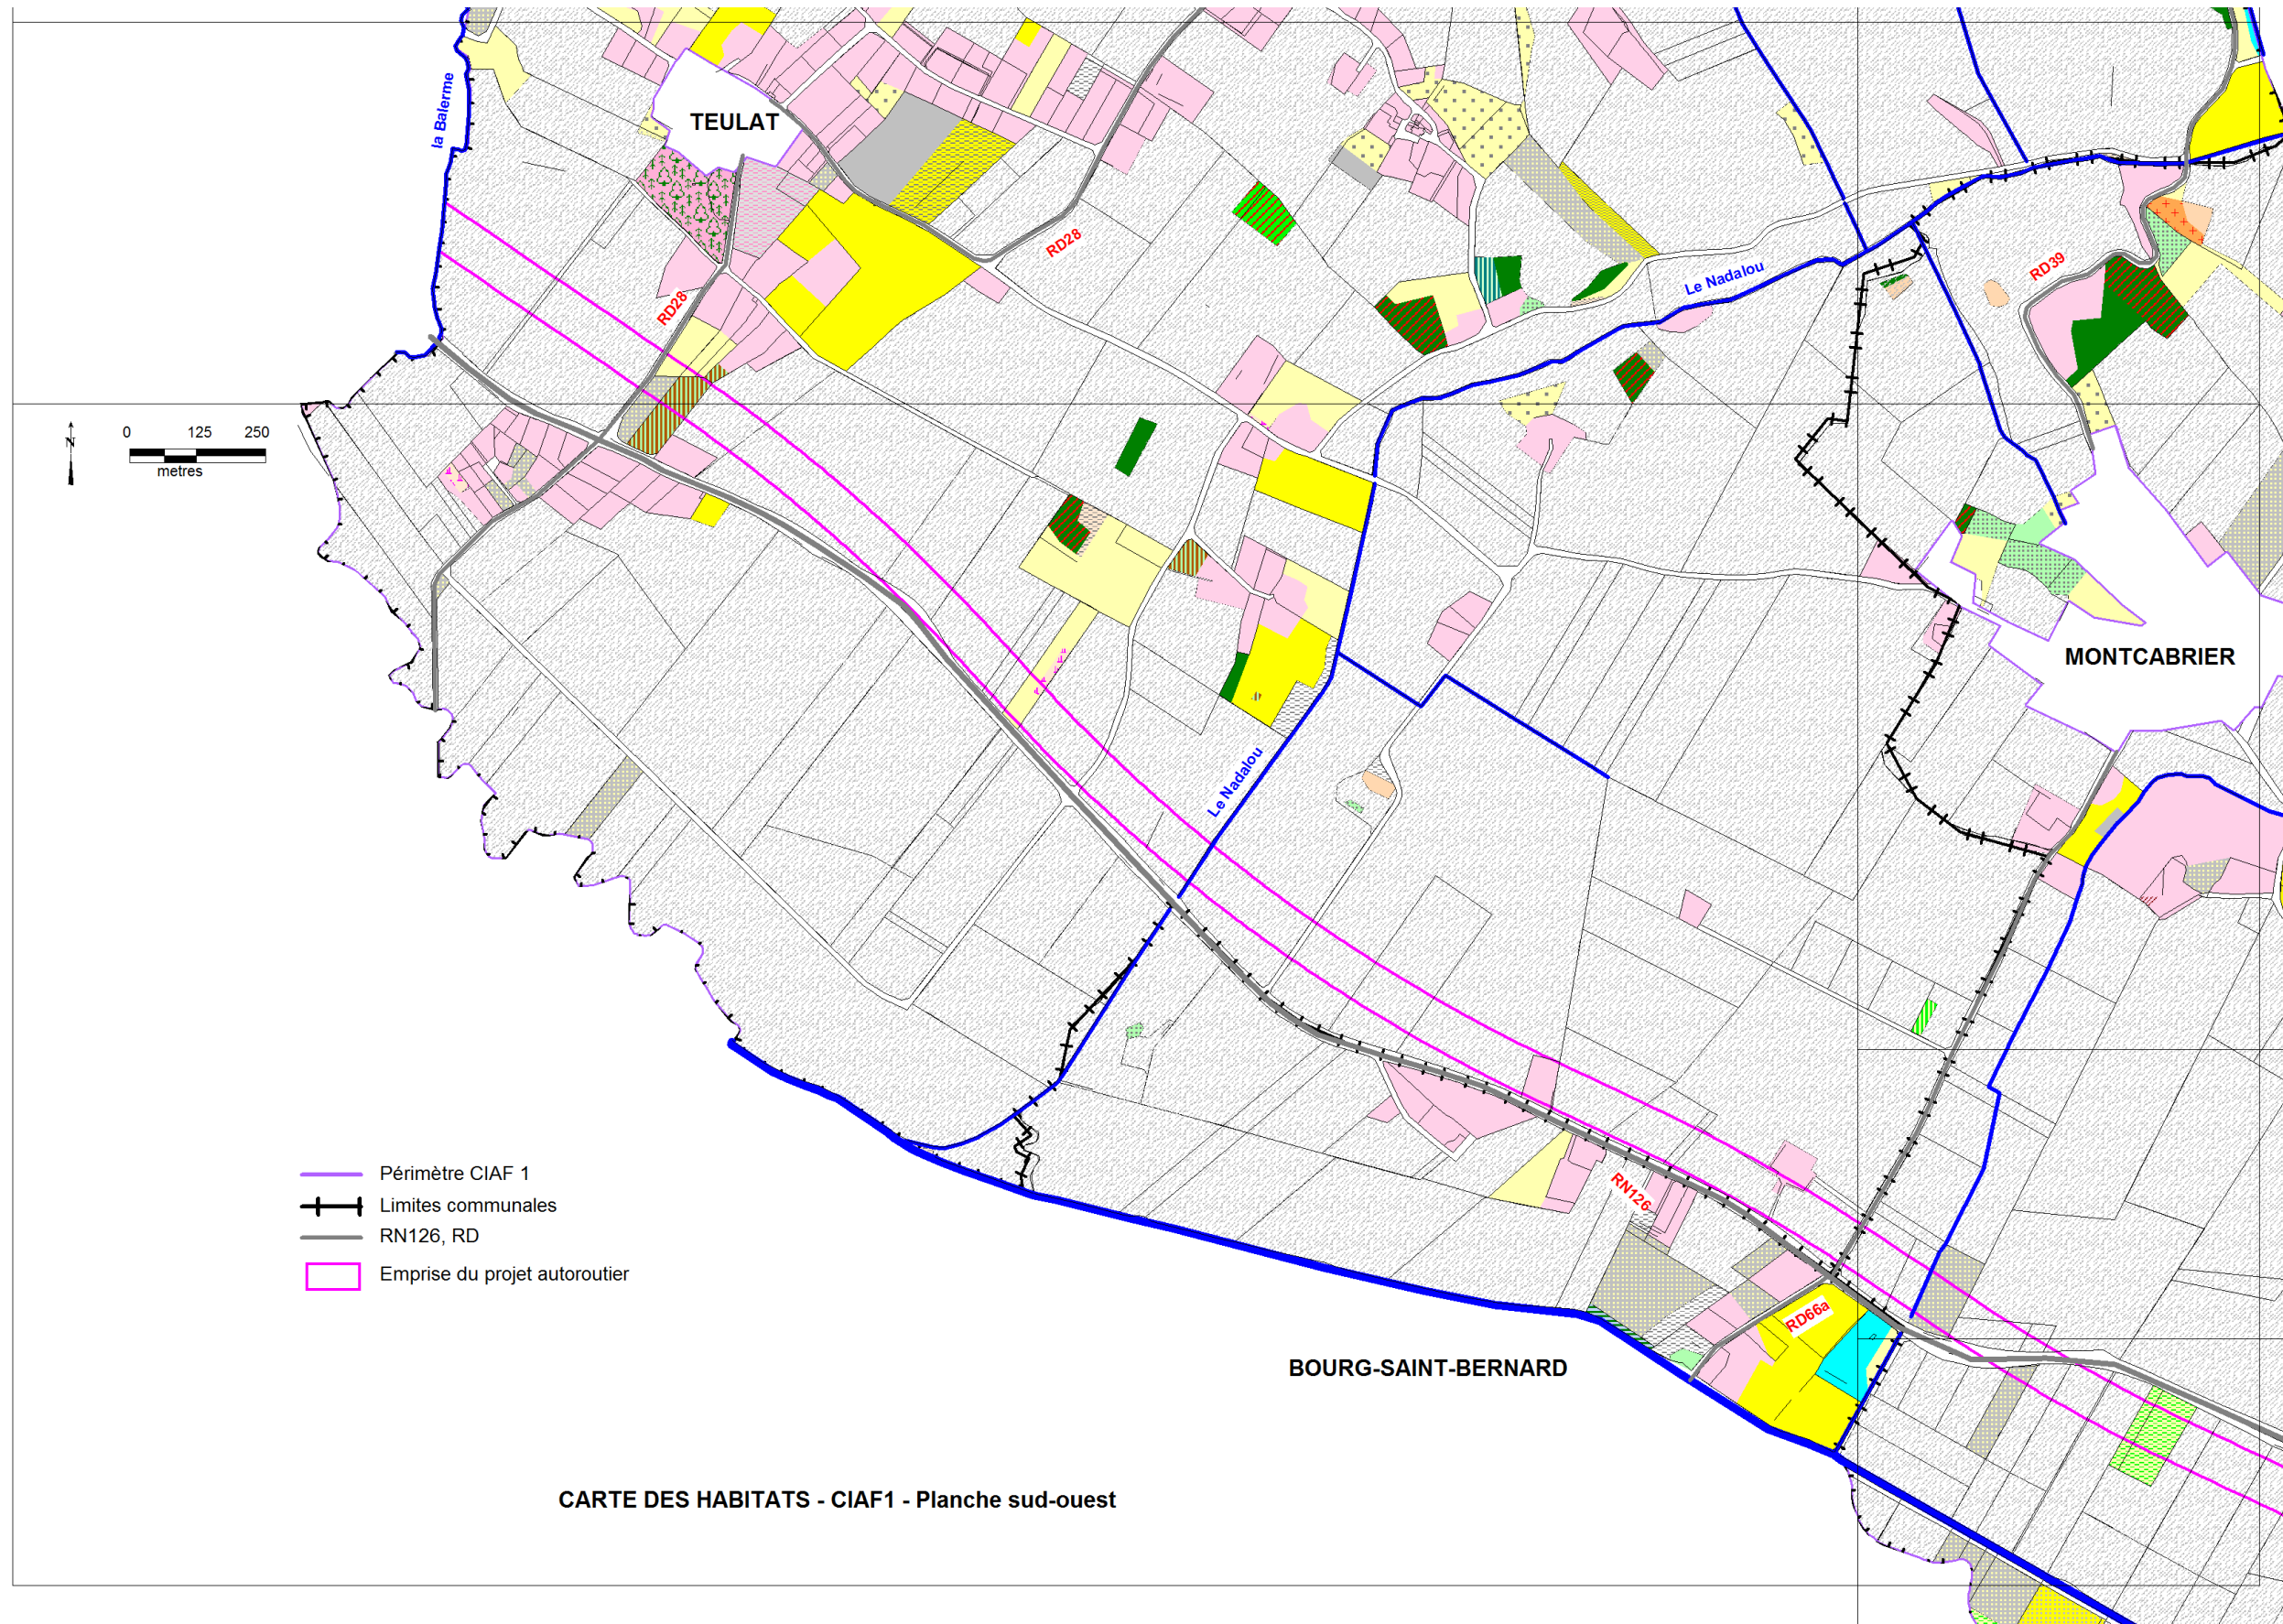 la Balerme
TEULAT
RD28
RD28
Le Nadalou
RD39
N
0 125 250
metres
MONTCABRIER
Le Nadalou
Périmètre CIAF 1
Limites communales
RN126, RD
Emprise du projet autoroutier
RN126
RD66a
BOURG-SAINT-BERNARD
CARTE DES HABITATS - CIAF1 - Planche sud-ouest